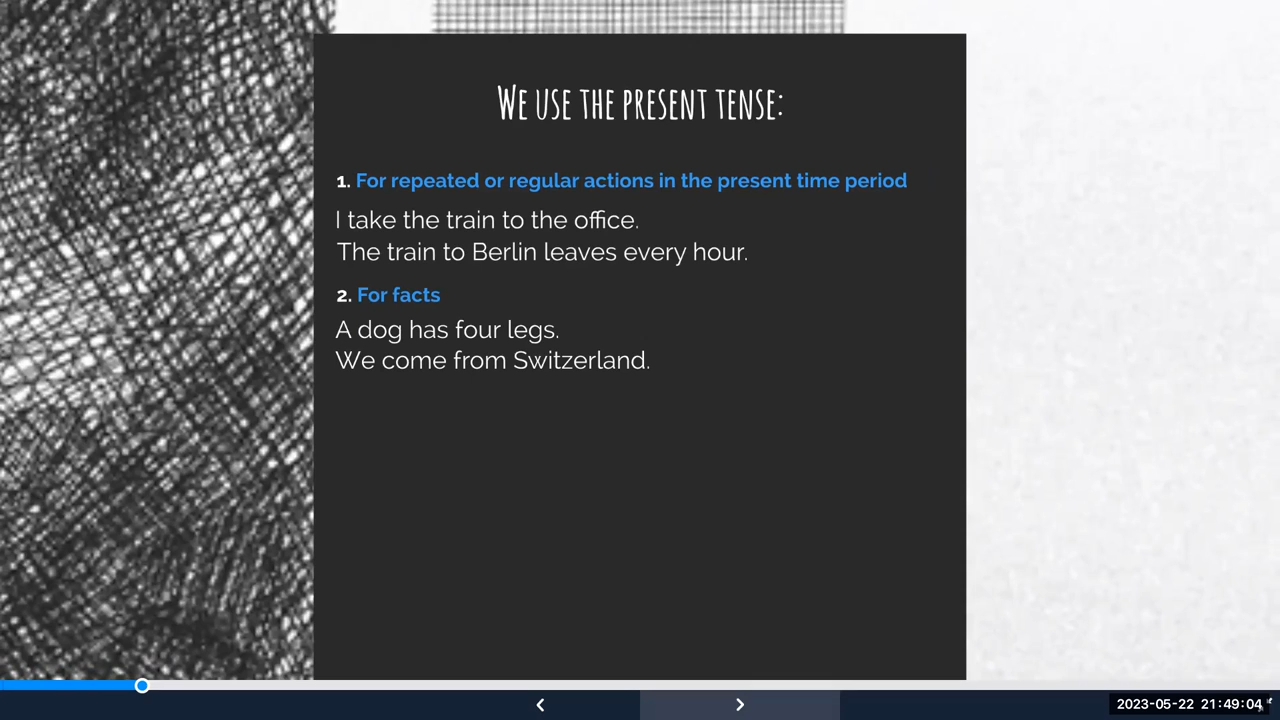 We use the present tense:
1. For repeated or regular actions in the present time period
I take the train to the office.
The train to Berlin leaves every hour.
2. For facts
A dog has four legs.
We come from Switzerland.
2023-05-22 21:49:04